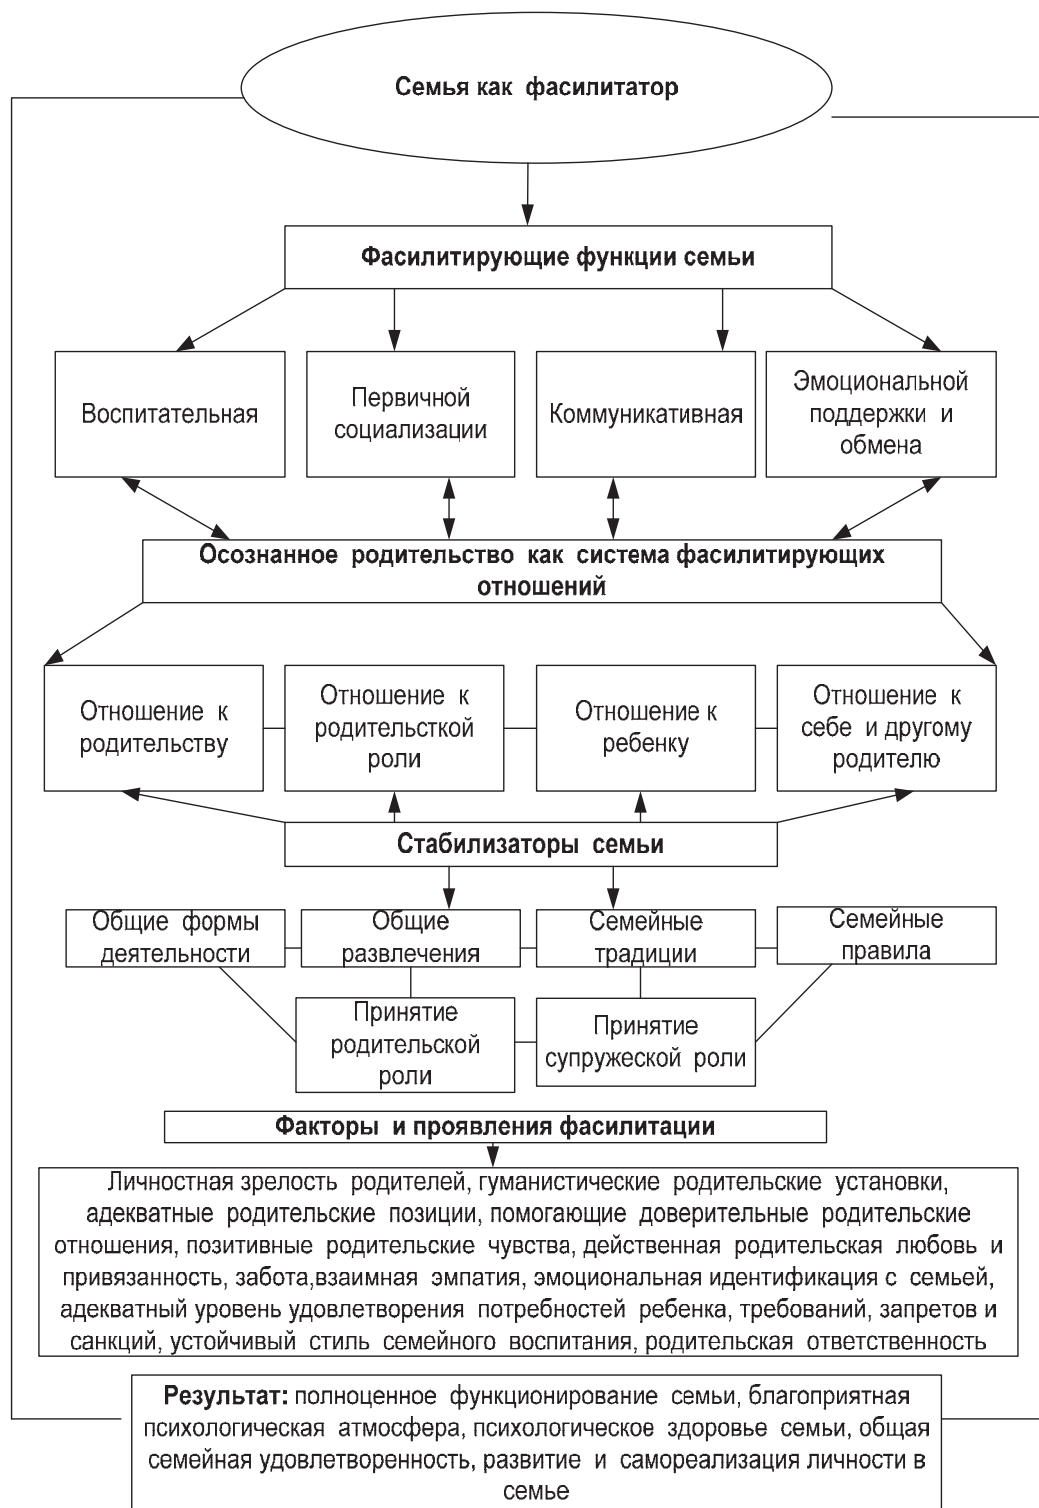 Семья как фасилитатор
Фасилитирующие функции семьи
Воспитательная
Первичной
социализации
Коммуникативная
Эмоциональной
поддержки и
обмена
Осознанное родительство как система фасилитирующих
отношений
Отношение к
родительству
Отношение к
родительсткой
роли
Отношение к
ребенку
Отношение к
себе и другому
родителю
Стабилизаторы семьи
Общие формы
деятельности
Общие
развлечения
Семейные
традиции
Семейные
правила
Принятие
родительской
роли
Принятие
супружеской роли
Факторы и проявления фасилитации
Личностная зрелость родителей, гуманистические родительские установки,
адекватные родительские позиции, помогающие доверительные родительские
отношения, позитивные родительские чувства, действенная родительская любовь и
привязанность, забота,взаимная эмпатия, эмоциональная идентификация с семьей,
адекватный уровень удовлетворения потребностей ребенка, требований, запретов и
санкций, устойчивый стиль семейного воспитания, родительская ответственность
Результат: полноценное функционирование семьи, благоприятная
психологическая атмосфера, психологическое здоровье семьи, общая
семейная удовлетворенность, развитие и самореализация личности в
семье